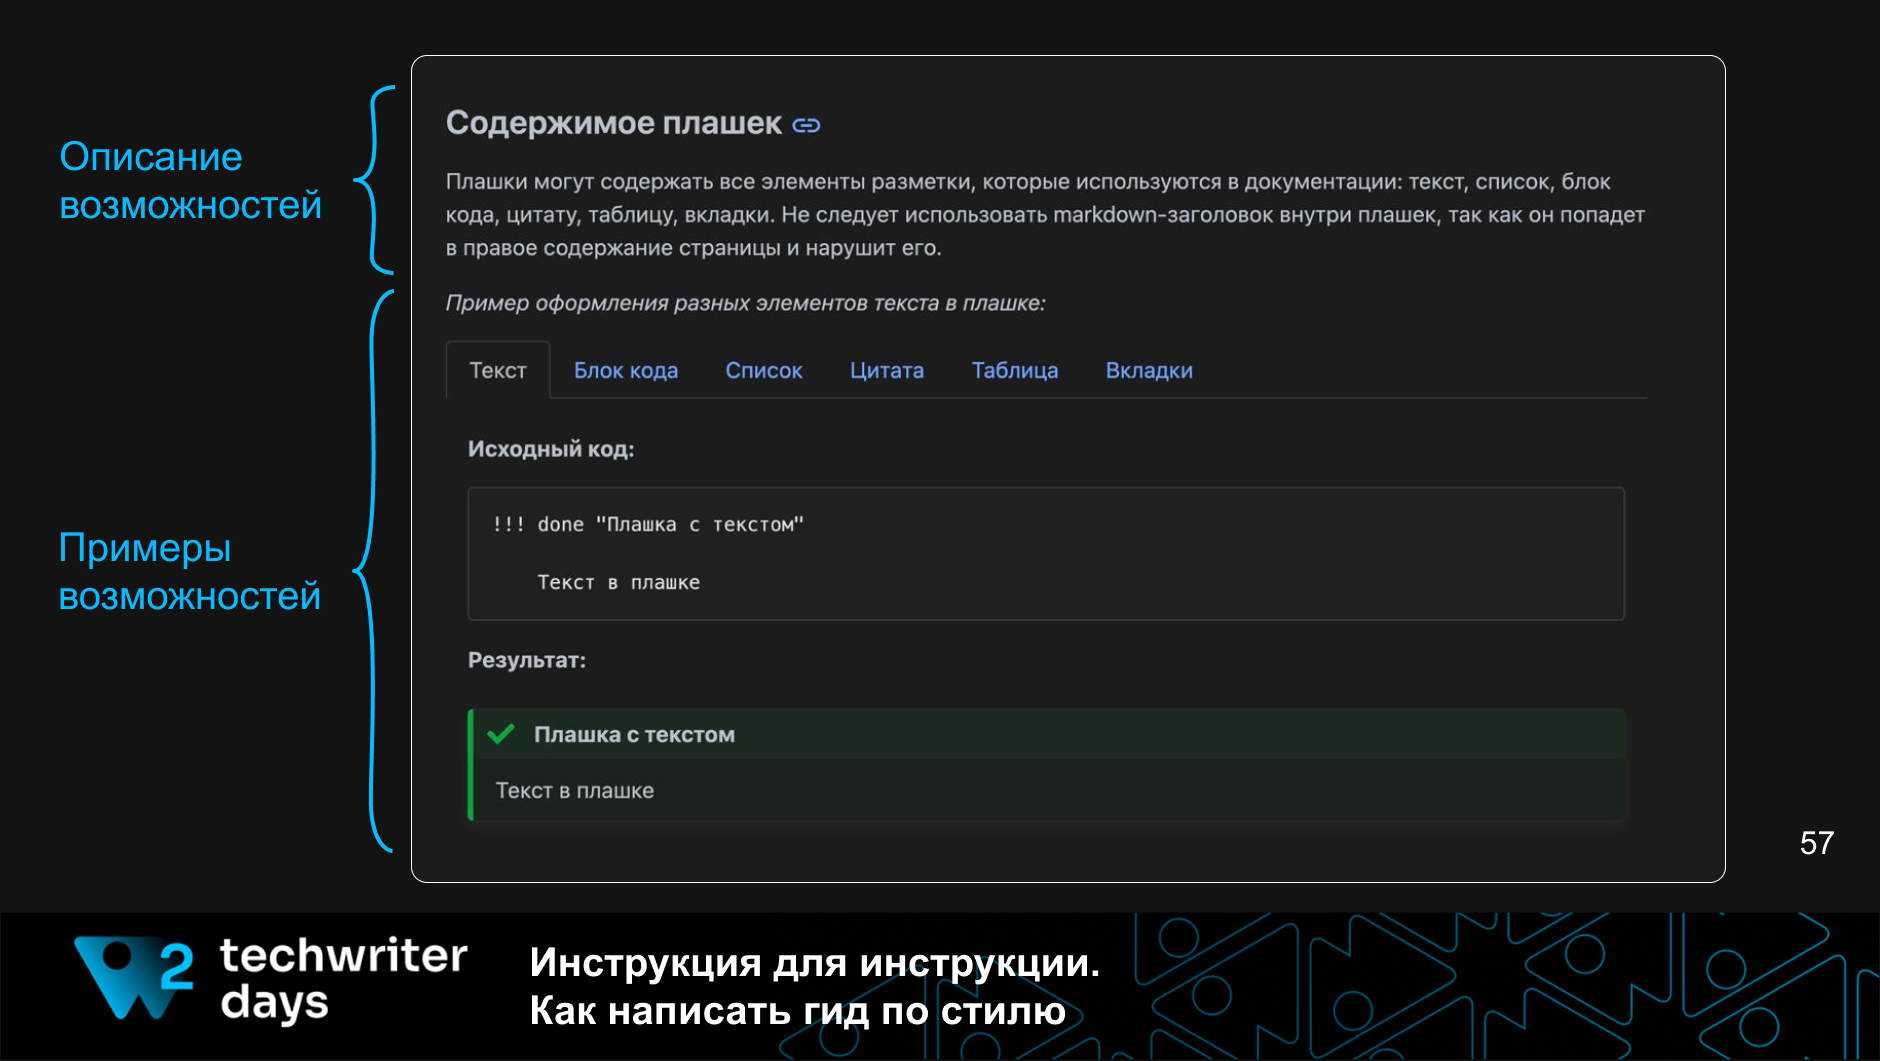 Описание
возможностей
Содержимое плашек
Плашки могут содержать все элементы разметки, которые используются в документации: текст, список, блок
кода, цитату, таблицу, вкладки. Не следует использовать markdown-заголовок внутри плашек, так как он попадет
в правое содержание страницы и нарушит его.
Пример оформления разных элементов текста в плашке:
Текст Блок кода Список Цитата Таблица Вкладки
Примеры
возможностей
Исходный код:
!!! done "Плашка с текстом"
Текст в плашке
Результат:
Плашка с текстом
Текст в плашке
57
2 techwriter
days
Инструкция для инструкции.
Как написать гид по стилю